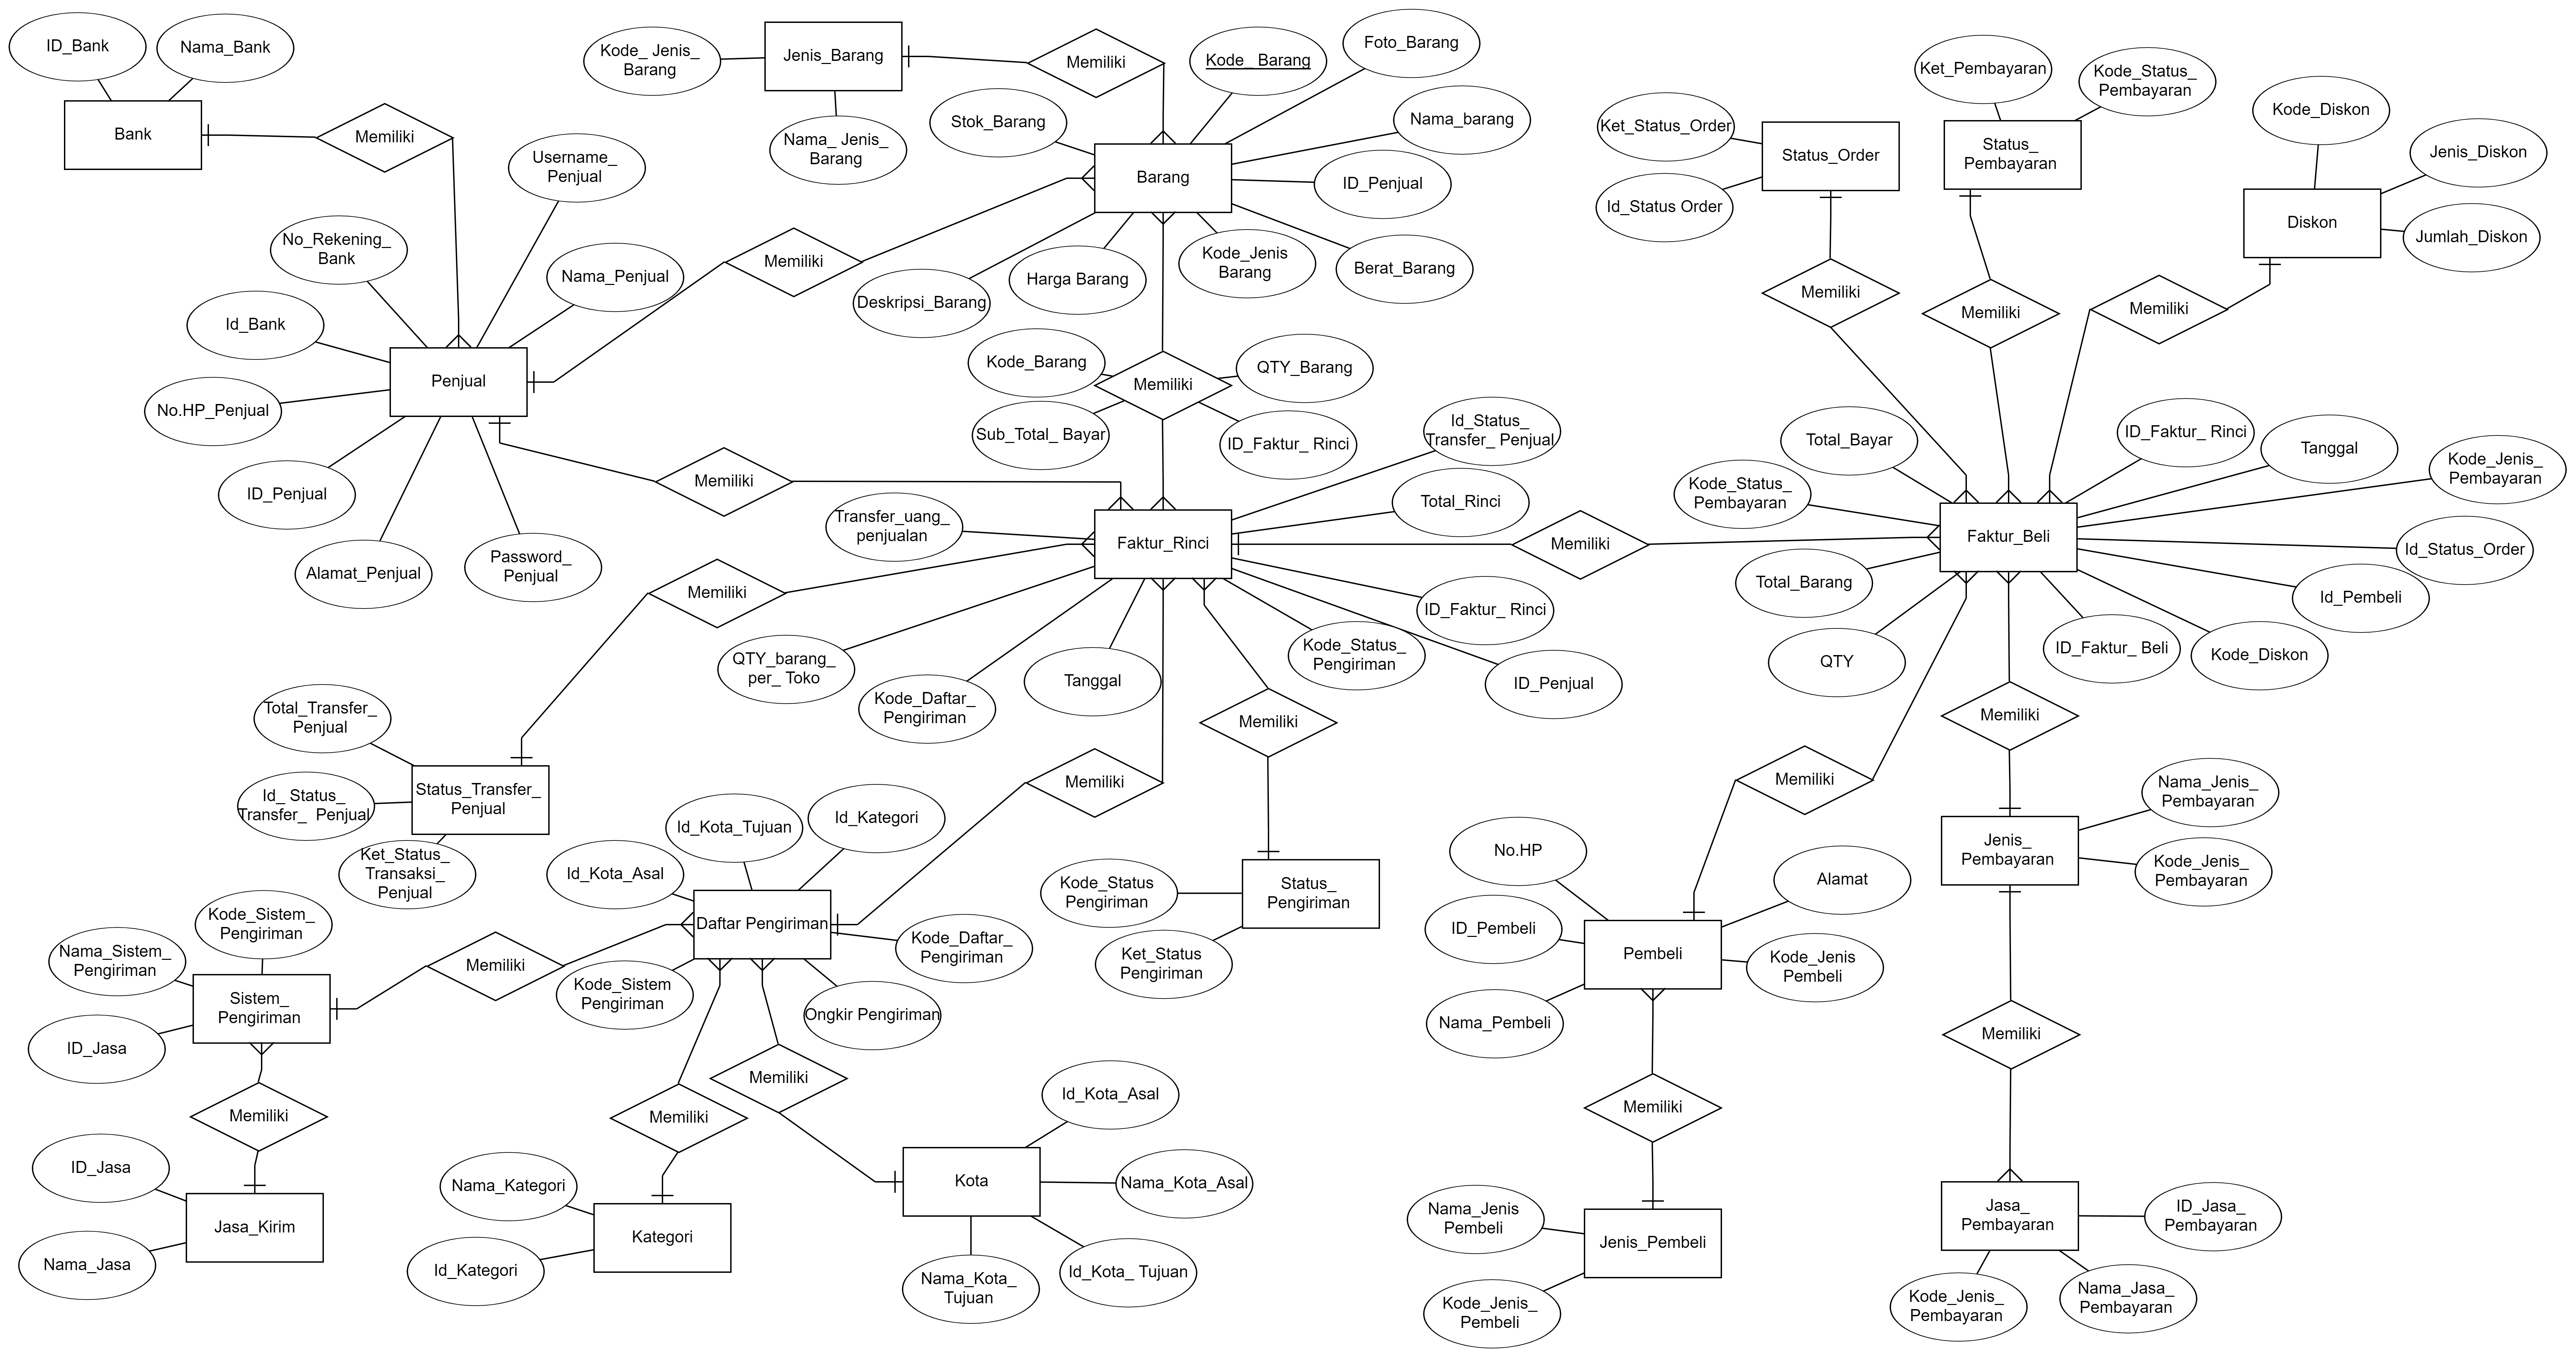 ID_Bank
Nama_Bank
Bank
Memiliki
Kode_ Jenis_
Barang
Jenis_Barang
Nama_ Jenis_
Barang
Memiliki
Kode_ Barang
Foto_Barang
Stok_Barang
Nama_barang
Barang
ID_Penjual
Berat_Barang
Kode_Jenis
Barang
Harga Barang
Deskripsi_Barang
Memiliki
Username_
Penjual
No_Rekening_
Bank
Nama_Penjual
Id_Bank
Penjual
No.HP_Penjual
ID_Penjual
Alamat_Penjual
Password_
Penjual
Memiliki
Kode_Barang
QTY_Barang
Memiliki
Sub_Total_ Bayar
ID_Faktur_ Rinci
Id_Status_
Transfer_ Penjual
Total_Rinci
Transfer_uang_
penjualan
Faktur_Rinci
Memiliki
Memiliki
ID_Faktur_ Rinci
Kode_Status_
Pengiriman
ID_Penjual
QTY_barang_
per_ Toko
Kode_Daftar_
Pengiriman
Tanggal
Memiliki
Memiliki
Ket_Status_Order
Id_Status Order
Status_Order
Ket_Pembayaran
Kode_Status_
Pembayaran
Status_
Pembayaran
Kode_Diskon
Jenis_Diskon
Jumlah_Diskon
Diskon
Memiliki
Memiliki
Memiliki
Total_Bayar
ID_Faktur_ Rinci
Tanggal
Kode_Jenis_
Pembayaran
Kode_Status_
Pembayaran
Faktur_Beli
Id_Status_Order
Total_Barang
Id_Pembeli
QTY
ID_Faktur_ Beli
Kode_Diskon
Memiliki
Memiliki
Total_Transfer_
Penjual
Id_ Status_
Transfer_  Penjual
Status_Transfer_
Penjual
Ket_Status_
Transaksi_
Penjual
Id_Kota_Tujuan
Id_Kategori
Id_Kota_Asal
Daftar Pengiriman
Kode_Daftar_
Pengiriman
Kode_Sistem
Pengiriman
Ongkir Pengiriman
Kode_Status
Pengiriman
Status_
Pengiriman
Ket_Status
Pengiriman
Kode_Sistem_
Pengiriman
Nama_Sistem_
Pengiriman
Sistem_
Pengiriman
ID_Jasa
Memiliki
Memiliki
ID_Jasa
Nama_Jasa
Jasa_Kirim
Memiliki
Memiliki
Nama_Kategori
Id_Kategori
Kategori
Id_Kota_Asal
Kota
Nama_Kota_Asal
Nama_Kota_
Tujuan
Id_Kota_ Tujuan
No.HP
Alamat
ID_Pembeli
Pembeli
Kode_Jenis
Pembeli
Nama_Pembeli
Memiliki
Nama_Jenis
Pembeli
Jenis_Pembeli
Kode_Jenis_
Pembeli
Nama_Jenis_
Pembayaran
Jenis_
Pembayaran
Kode_Jenis_
Pembayaran
Memiliki
Jasa_
Pembayaran
ID_Jasa_
Pembayaran
Kode_Jenis_
Pembayaran
Nama_Jasa_
Pembayaran